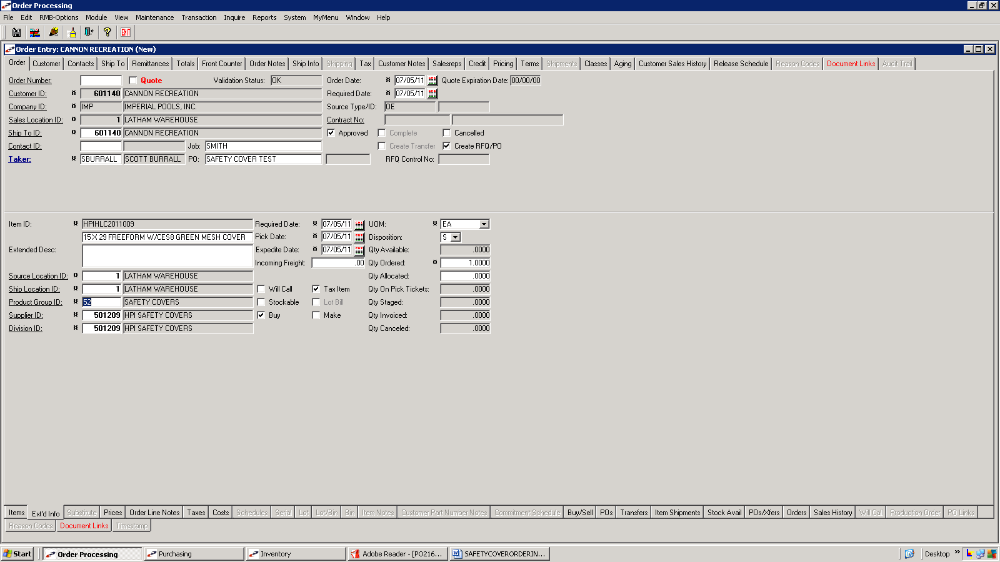 Order Processing
File Edit RMB-Options Module View Maintenance Transaction Inquire Reports System MyMenu Window Help
EXIT
Order Entry: CANNON RECREATION (New)
Order Customer Contacts Ship To Remittances Totals Front Counter Order Notes Ship Info Shipping Tax Customer Notes Salesreps Credit Pricing Terms Shipments Classes Aging Customer Sales History Release Schedule Reason Codes Document Links Audit Trail
Order Number: Quote Validation Status: OK Order Date: 07/05/11 Quote Expiration Date: 00/00/00
Customer ID: 601140 CANNON RECREATION Required Date: 07/05/11
Company ID: IMP IMPERIAL POOLS, INC. Source Type/ID: OE
Sales Location ID: 1 LATHAM WAREHOUSE Contract No:
Ship To ID: 601140 CANNON RECREATION Approved Complete Cancelled
Contact ID: Job: SMITH Create Transfer Create RFQ/PO
Taker: SBURRALL SCOTT BURRALL PO: SAFETY COVER TEST RFQ Control No:
Item ID: HPIHLC2011009 Required Date: 07/05/11 UOM: EA
15 X 29 FREEFORM W/CES8 GREEN MESH COVER Pick Date: 07/05/11 Disposition: S
Extended Desc: Expedite Date: 07/05/11 Qty Available: .0000
Incoming Freight: .00 Qty Ordered: 1.0000
Source Location ID: 1 LATHAM WAREHOUSE Qty Allocated: .0000
Ship Location ID: 1 LATHAM WAREHOUSE Will Call Tax Item Qty On Pick Tickets: .0000
Product Group ID: 52 SAFETY COVERS Stockable Lot Bill Qty Staged: .0000
Supplier ID: 501209 HPI SAFETY COVERS Buy Make Qty Invoiced: .0000
Division ID: 501209 HPI SAFETY COVERS Qty Canceled: .0000
Items Ext'd Info Substitute Prices Order Line Notes Taxes Costs Schedules Serial Lot Lot/Bin Bin Item Notes Customer Part Number Notes Commitment Schedule Buy/Sell POs Transfers Item Shipments Stock Avail POs/Xfers Orders Sales History Will Call Production Order PO Links
Reason Codes Document Links Timestamp
Start Order Processing Purchasing Inventory Adobe Reader - [PO216... SAFETYCOVERORDERIN... Desktop »